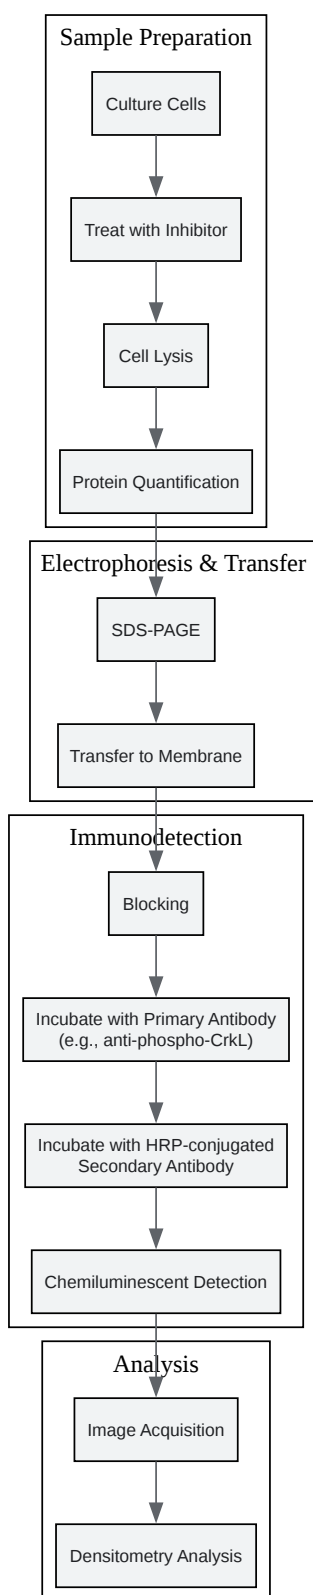 Sample Preparation
Culture Cells
Treat with Inhibitor
Cell Lysis
Protein Quantification
Electrophoresis & Transfer
SDS-PAGE
Transfer to Membrane
Immunodetection
Blocking
Incubate with Primary Antibody
(e.g., anti-phospho-CrkL)
Incubate with HRP-conjugated
Secondary Antibody
Chemiluminescent Detection
Analysis
Image Acquisition
Densitometry Analysis